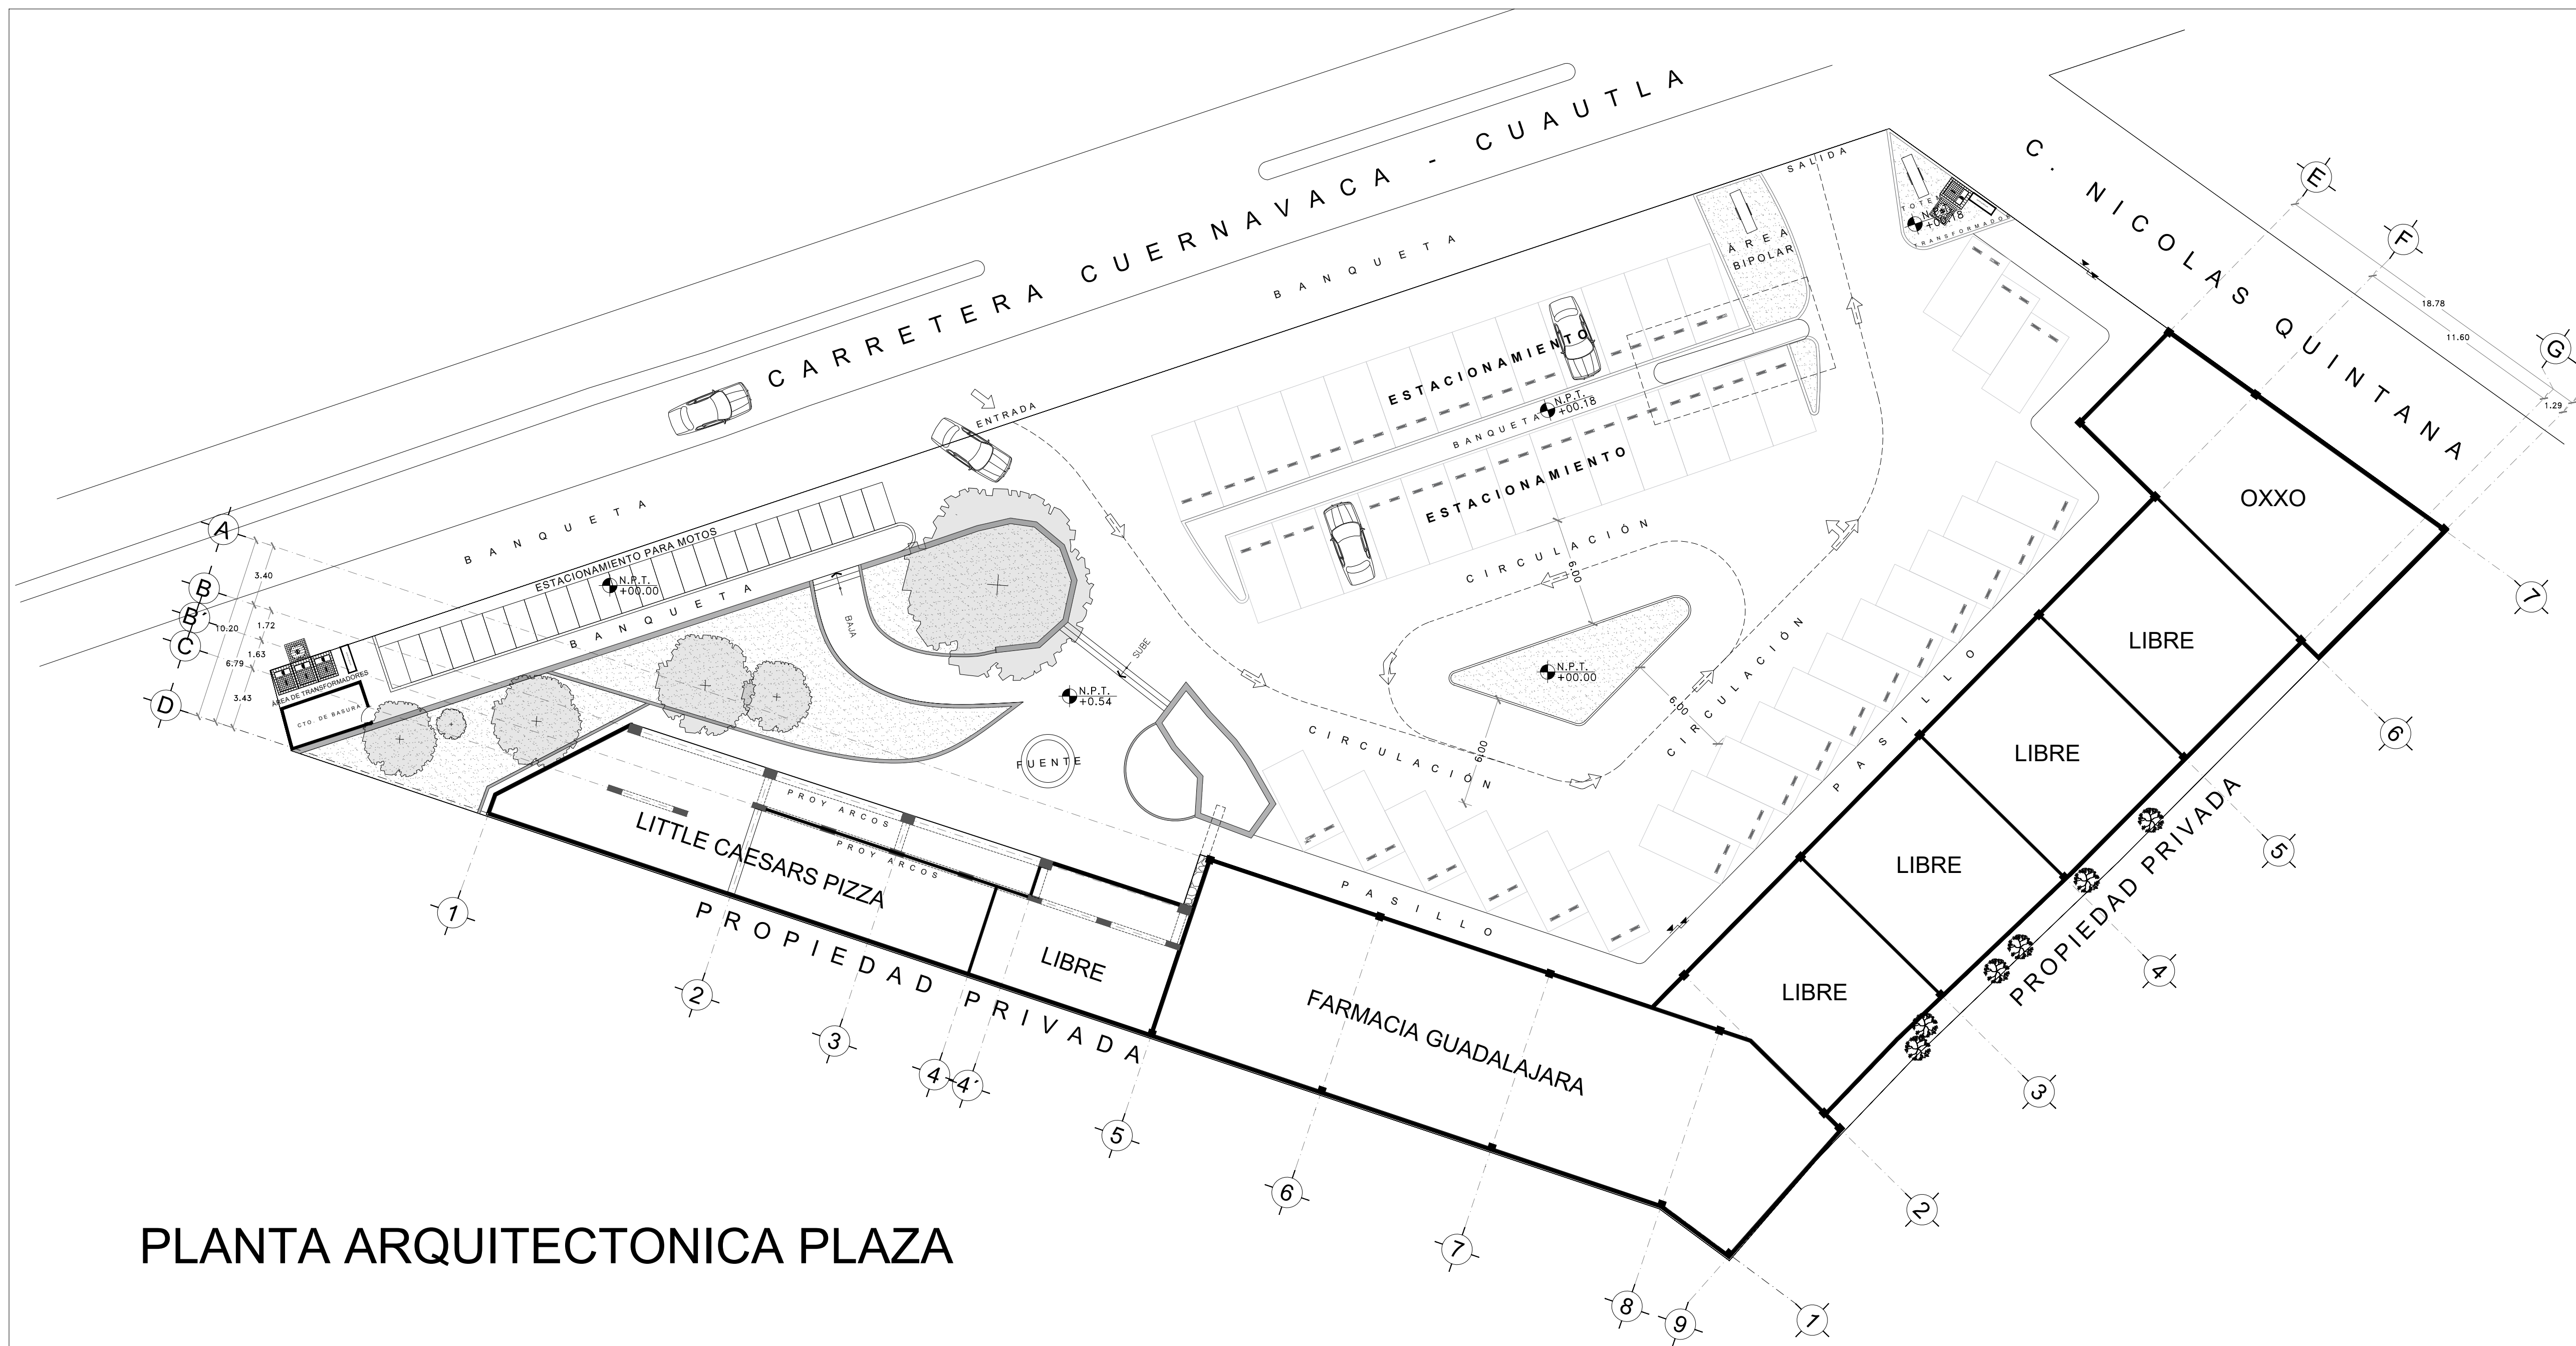 CARRETERA CUERNAVACA - CUAUTLA
C. NICOLAS QUINTANA
BANQUETA
BANQUETA
SALIDA
ÁREA
BIPOLAR
TOTEM
N.P.T.
+00.18
TRANSFORMADOR
E
F
G
18.78
11.60
1.29
ENTRADA
ESTACIONAMIENTO
N.P.T.
+00.18
BANQUETA
ESTACIONAMIENTO
CIRCULACIÓN
6.00
N.P.T.
+00.00
6.00
6.00
CIRCULACIÓN
CIRCULACIÓN
A
B
B´
C
D
3.40
1.72
10.20
1.63
6.79
3.43
ESTACIONAMIENTO PARA MOTOS
N.P.T.
+00.00
BANQUETA
ÁREA DE TRANSFORMADORES
CTO. DE BASURA
BAJA
SUBE
N.P.T.
+0.54
FUENTE
PROY ARCOS
PROY ARCOS
LITTLE CAESARS PIZZA
LIBRE
PROPIEDAD PRIVADA
PASILLO
FARMACIA GUADALAJARA
PASILLO
OXXO
LIBRE
LIBRE
LIBRE
LIBRE
PROPIEDAD PRIVADA
1
2
3
4
4´
5
6
7
8
9
1
2
3
4
5
6
7
PLANTA ARQUITECTONICA PLAZA